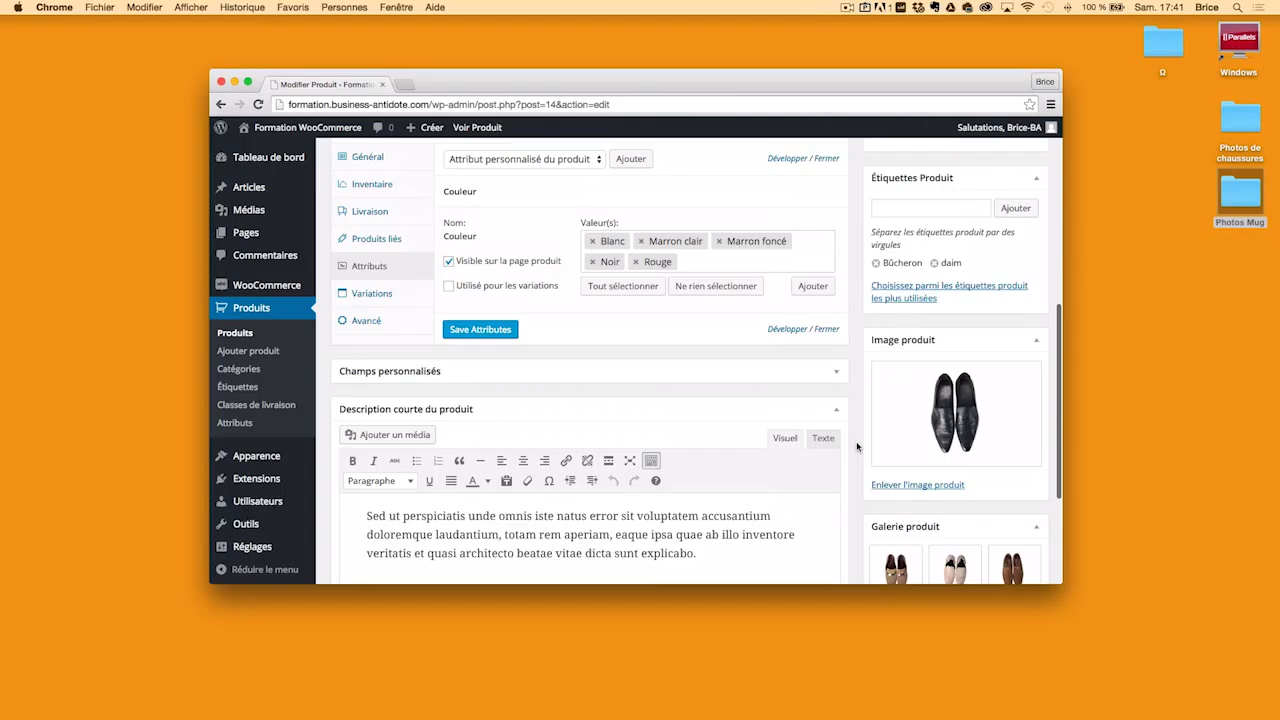 Chrome Fichier Modifier Afficher Historique Favoris Personnes Fenêtre Aide
1 100 % Sam. 17:41 Brice
Ω
Parallels
Windows
Photos de
chaussures
Photos Mug
Modifier Produit - Formatio
Brice
formation.business-antidote.com/wp-admin/post.php?post=14&action=edit
Formation WooCommerce 0 Créer Voir Produit
Salutations, Brice-BA
Tableau de bord
Articles
Médias
Pages
Commentaires
WooCommerce
Produits
Produits
Ajouter produit
Catégories
Étiquettes
Classes de livraison
Attributs
Apparence
Extensions
Utilisateurs
Outils
Réglages
Réduire le menu
Général
Inventaire
Livraison
Produits liés
Attributs
Variations
Avancé
Attribut personnalisé du produit
Ajouter
Développer / Fermer
Couleur
Nom:
Couleur
Visible sur la page produit
Utilisé pour les variations
Valeur(s):
× Blanc × Marron clair × Marron foncé
× Noir × Rouge
Tout sélectionner Ne rien sélectionner Ajouter
Save Attributes
Développer / Fermer
Champs personnalisés
Description courte du produit
Ajouter un média
Visuel Texte
B I ABC
Paragraphe U A Ω
Sed ut perspiciatis unde omnis iste natus error sit voluptatem accusantium
doloremque laudantium, totam rem aperiam, eaque ipsa quae ab illo inventore
veritatis et quasi architecto beatae vitae dicta sunt explicabo.
Étiquettes Produit
Ajouter
Séparez les étiquettes produit par des
virgules
Bûcheron daim
Choisissez parmi les étiquettes produit
les plus utilisées
Image produit
Enlever l'image produit
Galerie produit